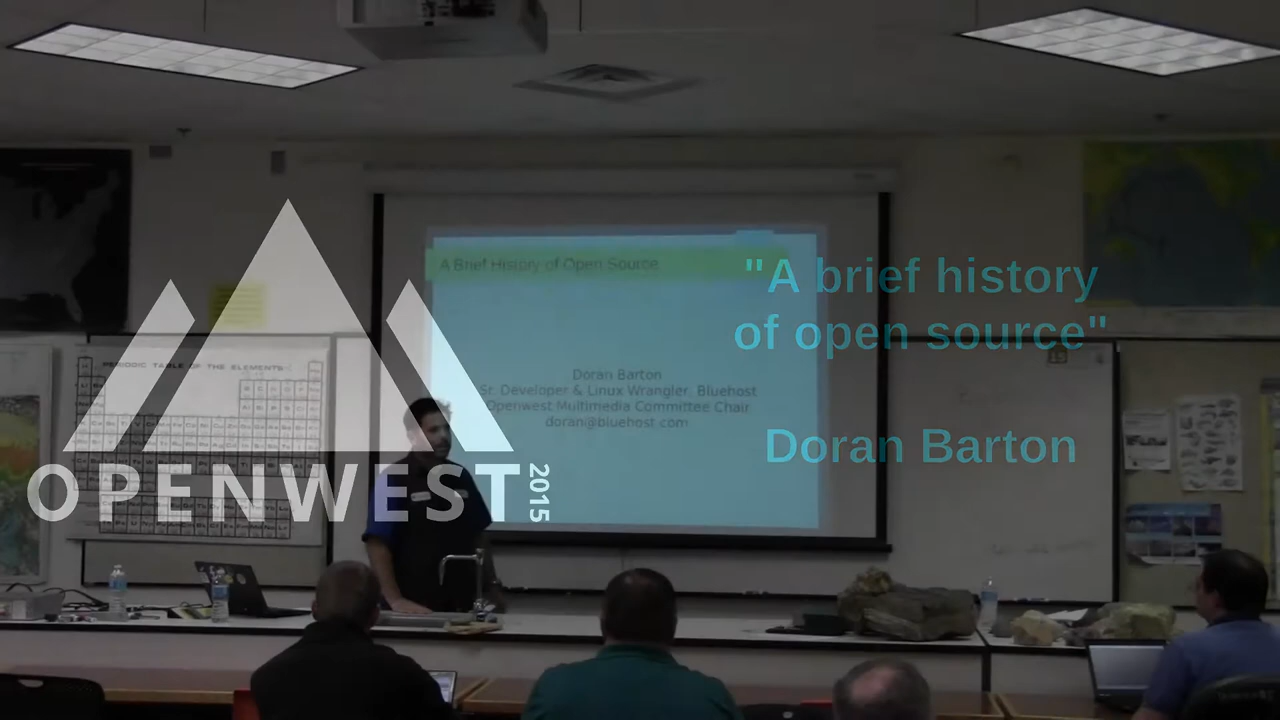 A Brief History of Open Source
Doran Barton
Sr. Developer & Linux Wrangler, Bluehost
Openwest Multimedia Committee Chair
doran@bluehost.com
"A brief history
of open source"
Doran Barton
PERIODIC TABLE OF THE ELEMENTS
OPENWEST 2015
19